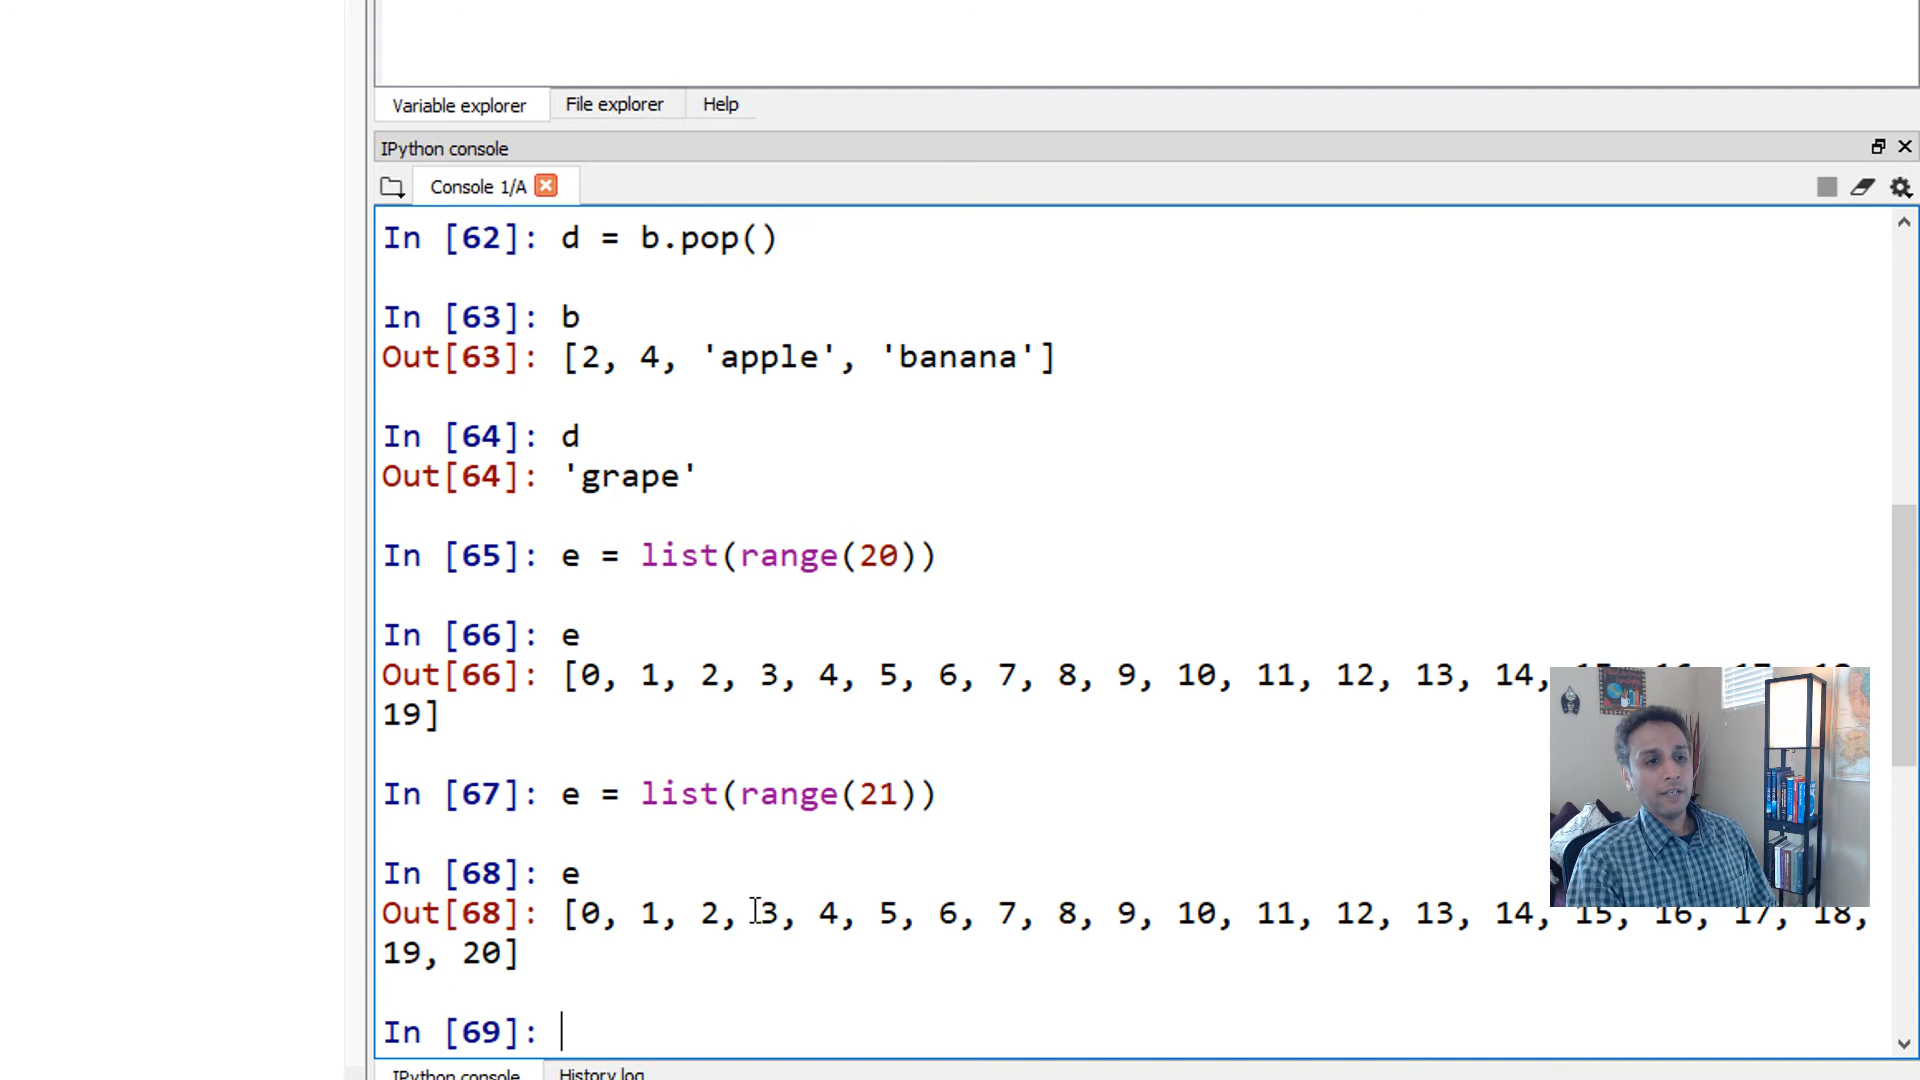 Variable explorer File explorer Help
IPython console
Console 1/A
In [62]: d = b.pop()
In [63]: b
Out[63]: [2, 4, 'apple', 'banana']
In [64]: d
Out[64]: 'grape'
In [65]: e = list(range(20))
In [66]: e
Out[66]: [0, 1, 2, 3, 4, 5, 6, 7, 8, 9, 10, 11, 12, 13, 14, 15, 16, 17, 18,
19]
In [67]: e = list(range(21))
In [68]: e
Out[68]: [0, 1, 2, 3, 4, 5, 6, 7, 8, 9, 10, 11, 12, 13, 14, 15, 16, 17, 18,
19, 20]
In [69]:
IPython console History log